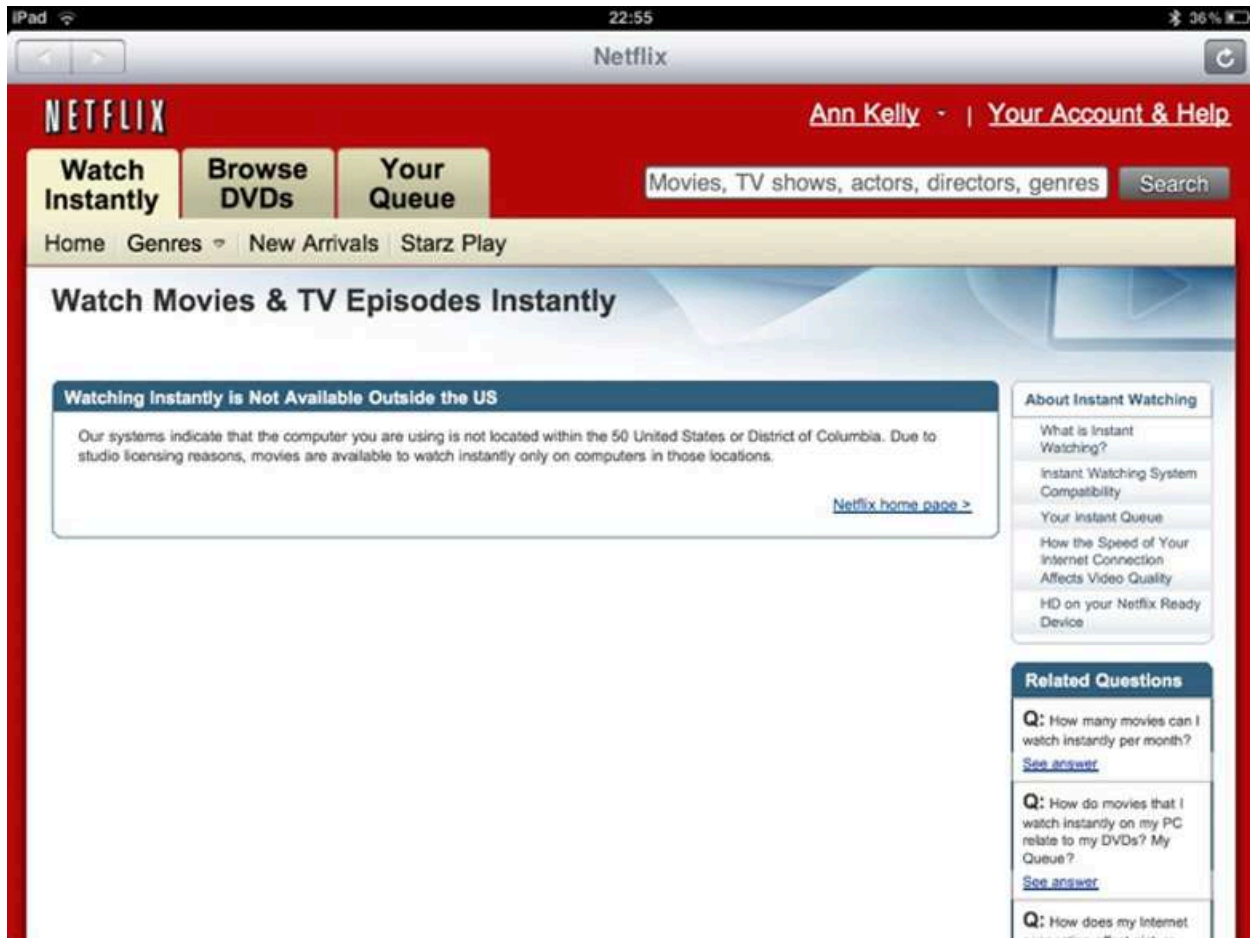 iPad 22:55 36%
Netflix
NETFLIX
Ann Kelly | Your Account & Help
Watch Instantly
Browse DVDs
Your Queue
Movies, TV shows, actors, directors, genres Search
Home Genres New Arrivals Starz Play
Watch Movies & TV Episodes Instantly
Watching Instantly is Not Available Outside the US
Our systems indicate that the computer you are using is not located within the 50 United States or District of Columbia. Due to
studio licensing reasons, movies are available to watch instantly only on computers in those locations.
Netflix home page >
About Instant Watching
What is Instant
Watching?
Instant Watching System
Compatibility
Your Instant Queue
How the Speed of Your
Internet Connection
Affects Video Quality
HD on your Netflix Ready
Device
Related Questions
Q: How many movies can I
watch instantly per month?
See answer
Q: How do movies that I
watch instantly on my PC
relate to my DVDs? My
Queue?
See answer
Q: How does my Internet